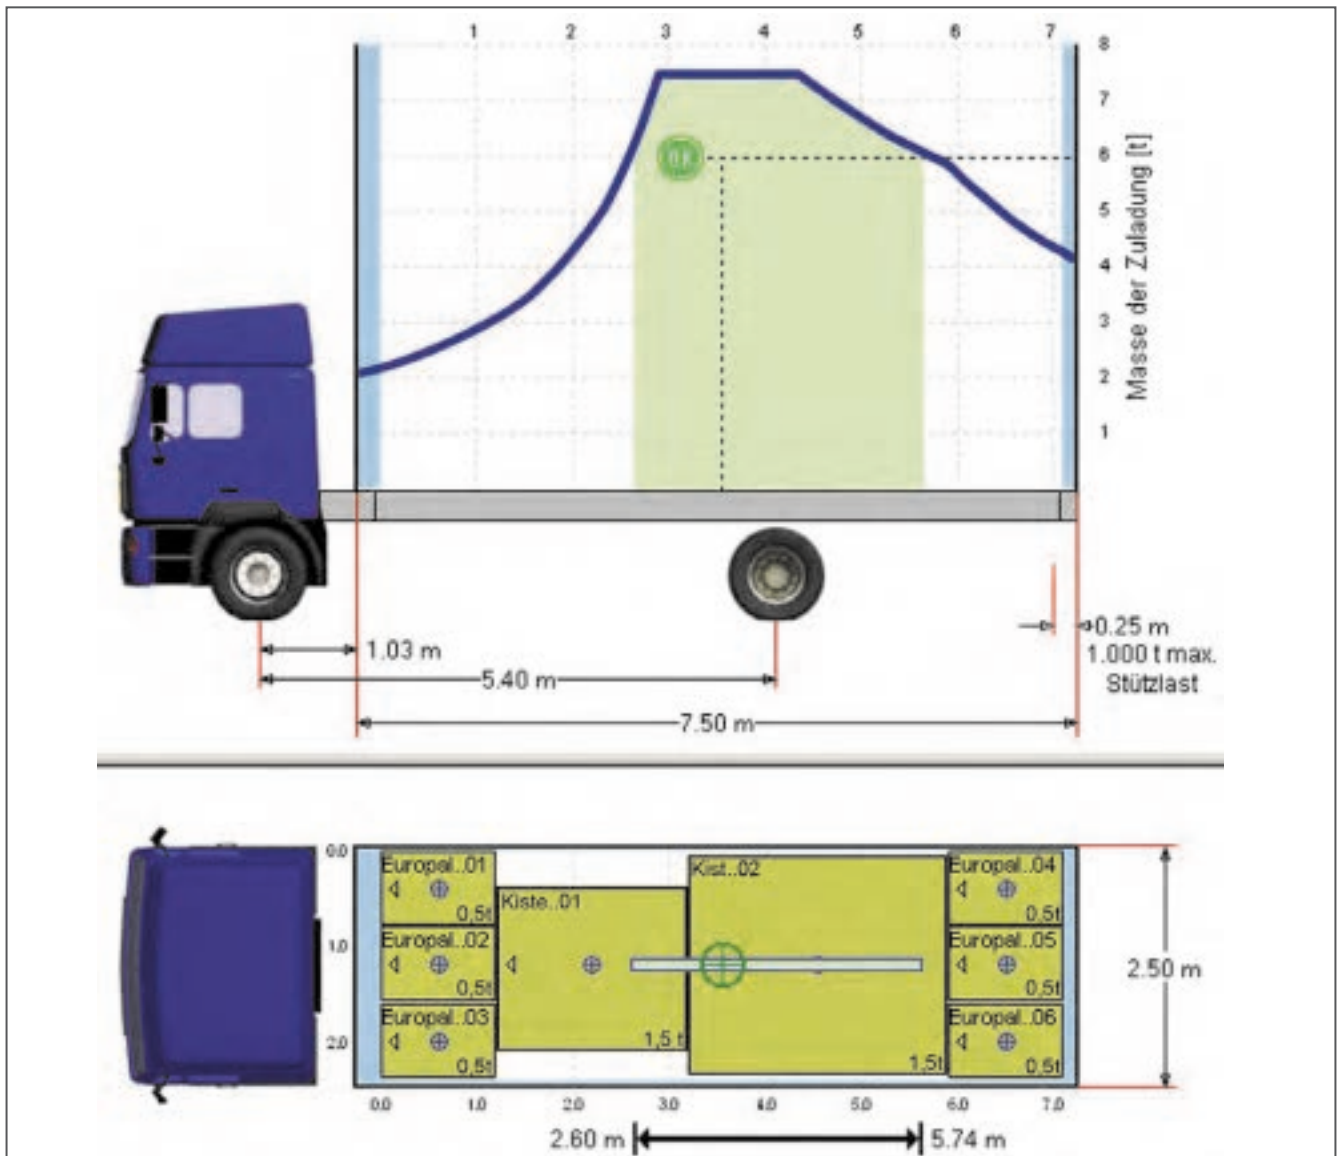 1 2 3 4 5 6 7 8
7
6
5
4
3
2
1
Masse der Zuladung [t]
OK
1.03 m
5.40 m
7.50 m
0.25 m
1.000 t max.
Stützlast
0.0
1.0
2.0
Europal..01
0,5t
Europal..02
0,5t
Europal..03
0,5t
Kiste..01
1,5 t
Kist..02
1,5t
Europal..04
0,5t
Europal..05
0,5t
Europal..06
0,5t
2.50 m
0.0 1.0 2.0 3.0 4.0 5.0 6.0 7.0
2.60 m 5.74 m